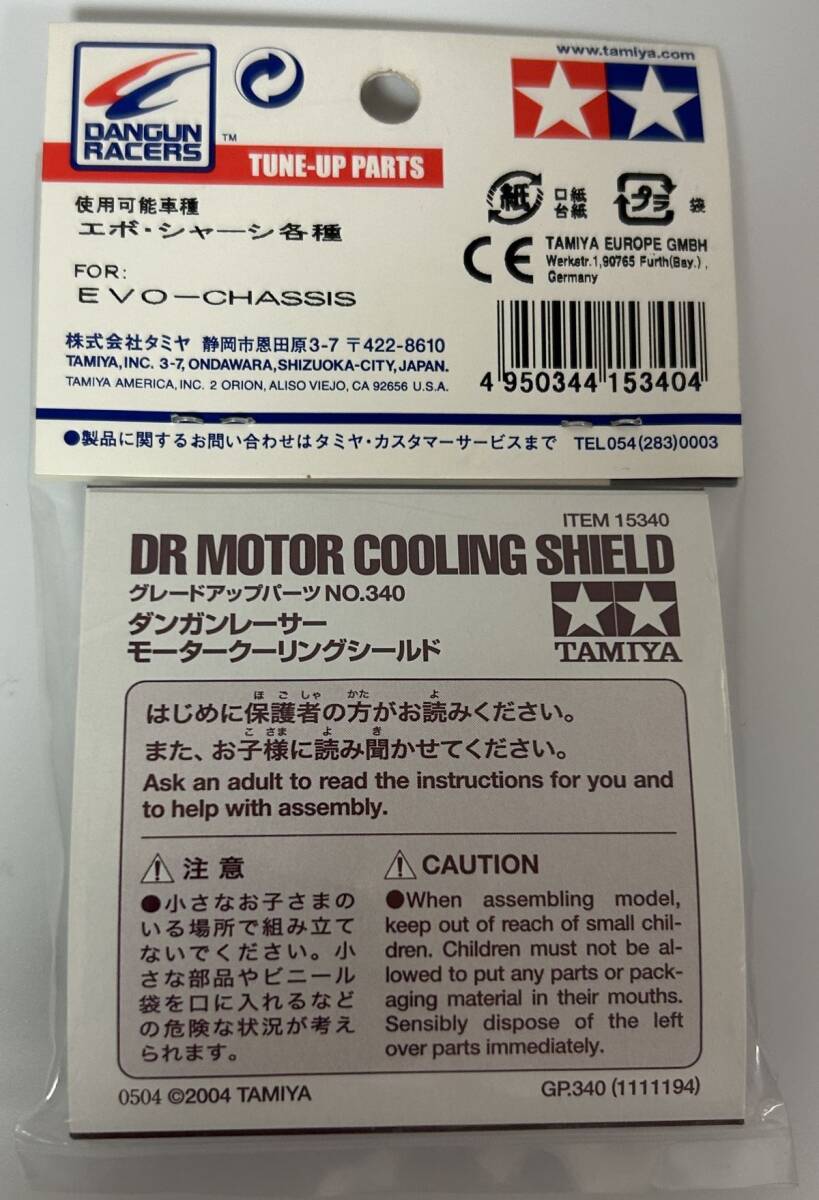 www.tamiya.com
DANGUN
RACERS
™
TUNE-UP PARTS
使用可能車種
エボ・シャーシ各種
FOR:
EVO-CHASSIS
紙
口紙
台紙
プラ
袋
CE
TAMIYA EUROPE GMBH
Werkstr.1,90765 Furth(Bay.),
Germany
株式会社タミヤ 静岡市恩田原3-7 〒422-8610
TAMIYA,INC. 3-7, ONDAWARA,SHIZUOKA-CITY,JAPAN.
TAMIYA AMERICA, INC. 2 ORION, ALISO VIEJO, CA 92656 U.S.A.
4 950344 153404
●製品に関するお問い合わせはタミヤ・カスタマーサービスまで TEL054(283)0003
ITEM 15340
DR MOTOR COOLING SHIELD
グレードアップパーツ NO.340
ダンガンレーサー
モータークーリングシールド
TAMIYA
ほ ご しゃ かた よ
はじめに保護者の方がお読みください。
こ さま よ き
また、お子様に読み聞かせてください。
Ask an adult to read the instructions for you and
to help with assembly.
注意
●小さなお子さまの
いる場所で組み立て
ないでください。小
さな部品やビニール
袋を口に入れるなど
の危険な状況が考え
られます。
CAUTION
●When assembling model,
keep out of reach of small chil-
dren. Children must not be al-
lowed to put any parts or pack-
aging material in their mouths.
Sensibly dispose of the left
over parts immediately.
0504 ©2004 TAMIYA
GP.340 (1111194)